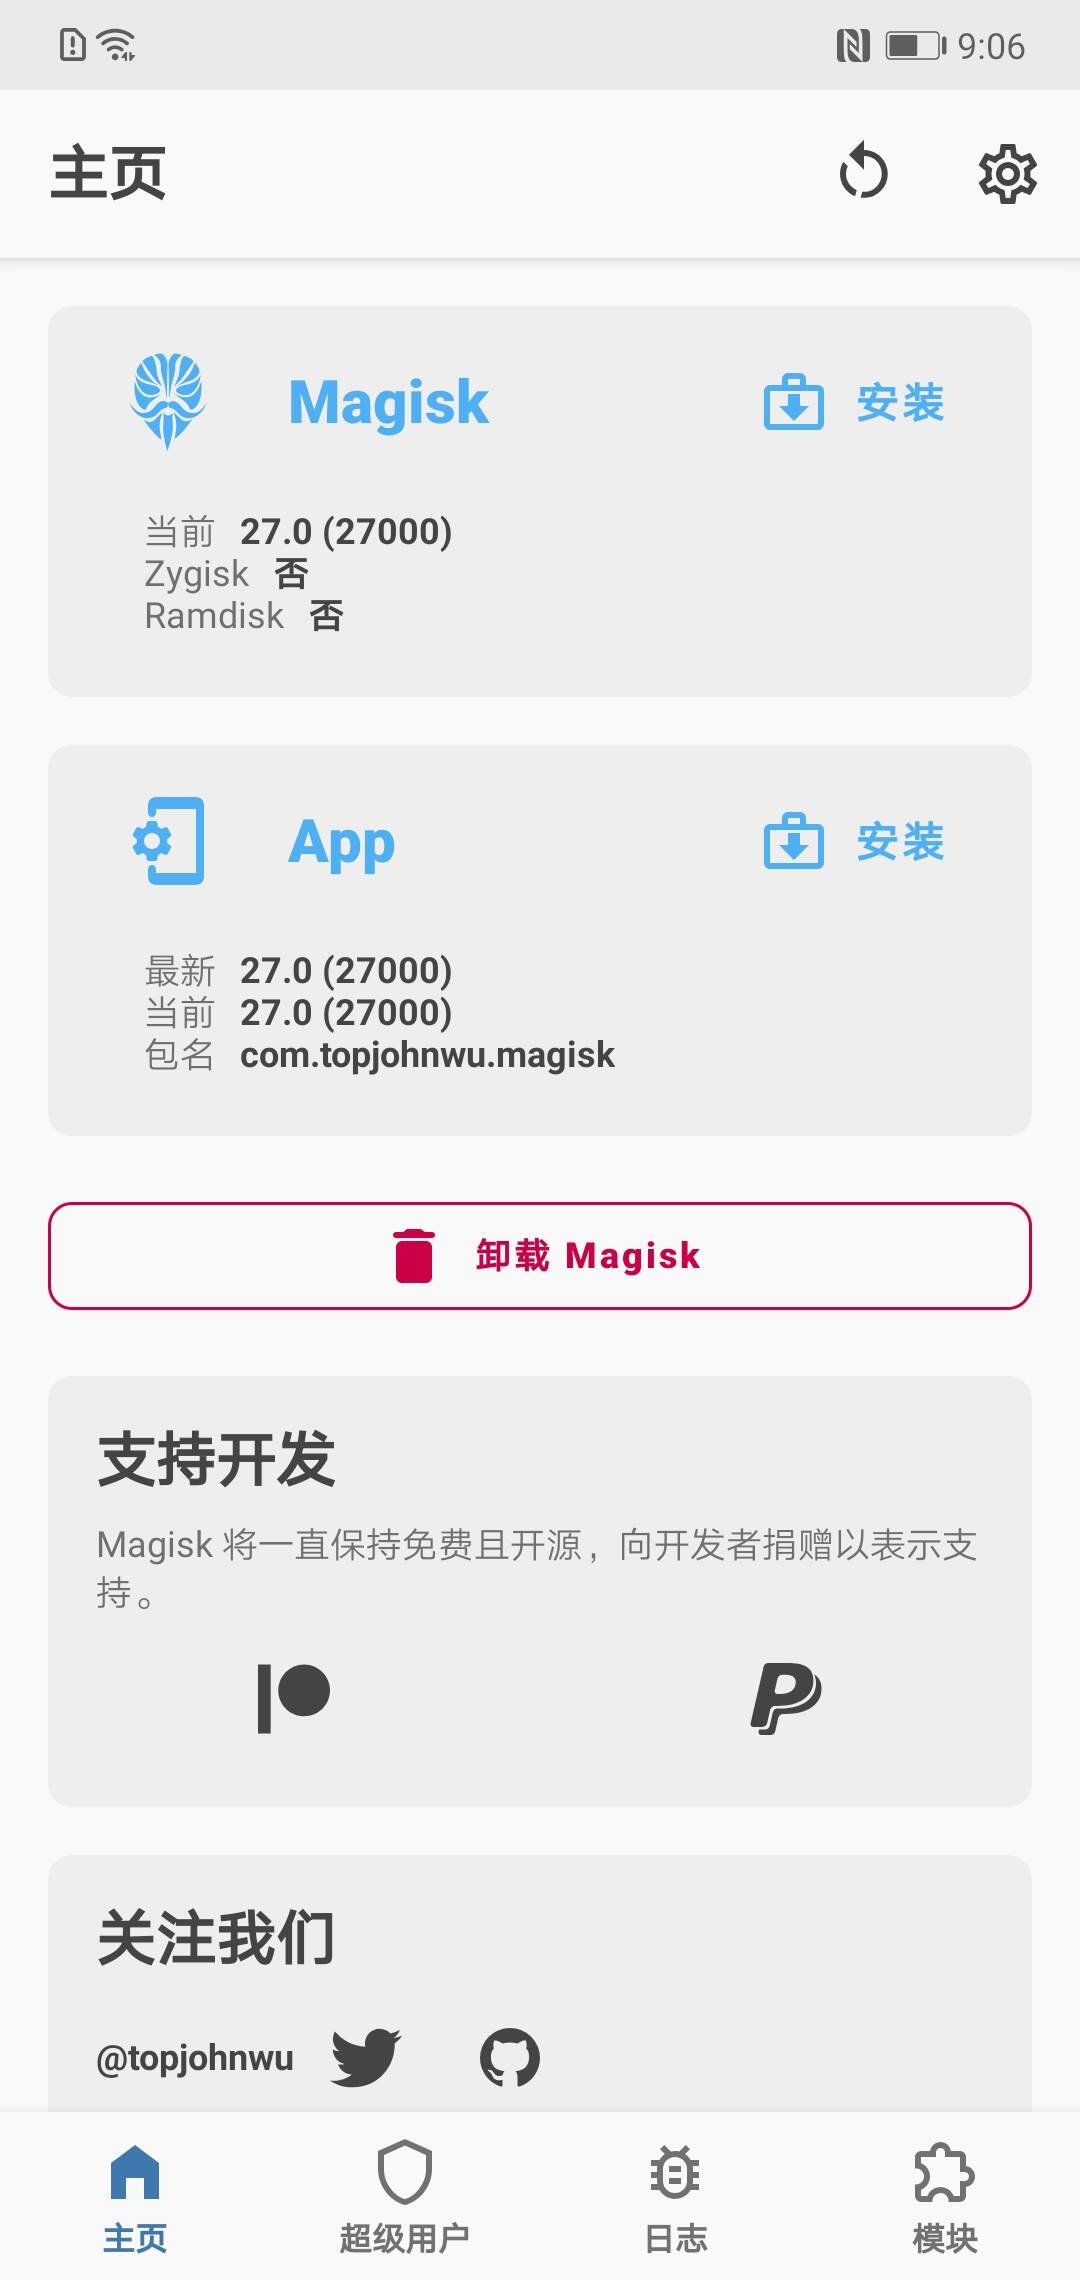 9:06
主页
Magisk 安装
当前 27.0 (27000)
Zygisk 否
Ramdisk 否
App 安装
最新 27.0 (27000)
当前 27.0 (27000)
包名 com.topjohnwu.magisk
卸载 Magisk
支持开发
Magisk 将一直保持免费且开源，向开发者捐赠以表示支
持。
关注我们
@topjohnwu
主页 超级用户 日志 模块